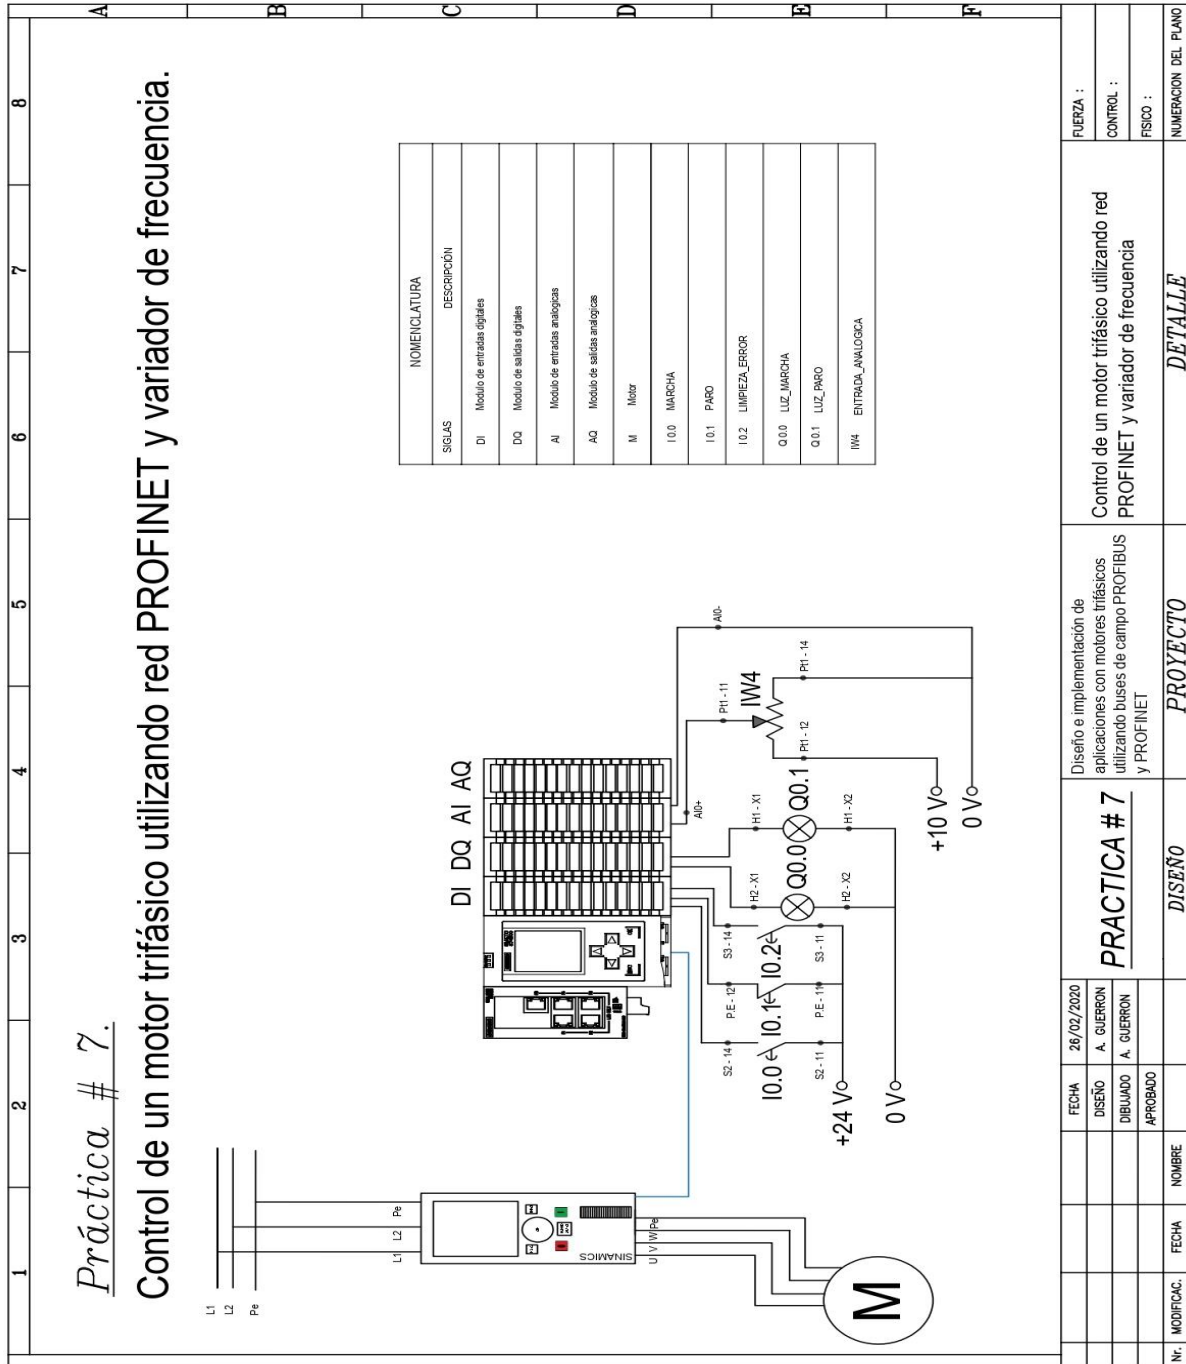 1
2
3
4
5
6
7
8
A
B
C
D
E
F
Práctica # 7.
Control de un motor trifásico utilizando red PROFINET y variador de frecuencia.
L1
L2
Pe
L1
L2
Pe
SINAMICS
U V W Pe
M
DI DQ AI AQ
NOMENCLATURA
SIGLAS DESCRIPCIÓN
DI Modulo de entradas digitales
DQ Modulo de salidas digitales
AI Modulo de entradas analogicas
AQ Modulo de salidas analogicas
M Motor
I 0.0 MARCHA
I 0.1 PARO
I 0.2 LIMPIEZA_ERROR
Q 0.0 LUZ_MARCHA
Q 0.1 LUZ_PARO
IW4 ENTRADA_ANALOGICA
AI0+
AI0-
S2 - 14
P.E - 12
S3 - 14
H2 - X1
H1 - X1
Pt1 - 11
I0.0
I0.1
I0.2
Q0.0
Q0.1
IW4
S2 - 11
P.E - 11
S3 - 11
H2 - X2
H1 - X2
Pt1 - 12
Pt1 - 14
+24 V
0 V
+10 V
0 V
Nr. MODIFICAC. FECHA NOMBRE
FECHA 26/02/2020
DISEÑO A. GUERRON
DIBUJADO A. GUERRON
APROBADO
PRACTICA # 7
DISEÑO
Diseño e implementación de
aplicaciones con motores trifásicos
utilizando buses de campo PROFIBUS
y PROFINET
PROYECTO
Control de un motor trifásico utilizando red
PROFINET y variador de frecuencia
DETALLE
FUERZA :
CONTROL :
FISICO :
NUMERACION DEL PLANO